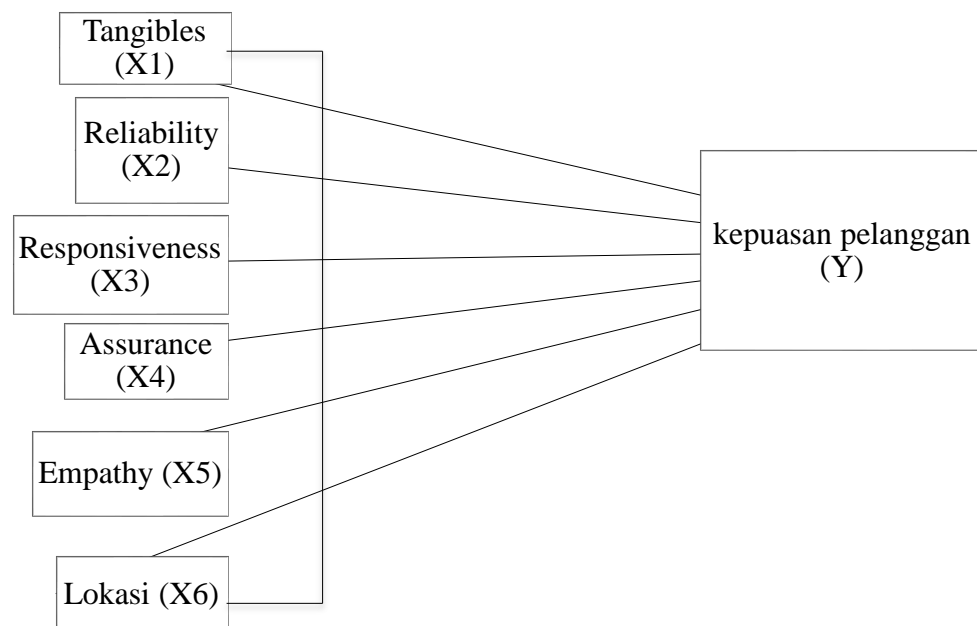 Tangibles
(X1)
Reliability
(X2)
Responsiveness
(X3)
Assurance
(X4)
Empathy (X5)
Lokasi (X6)
kepuasan pelanggan
(Y)